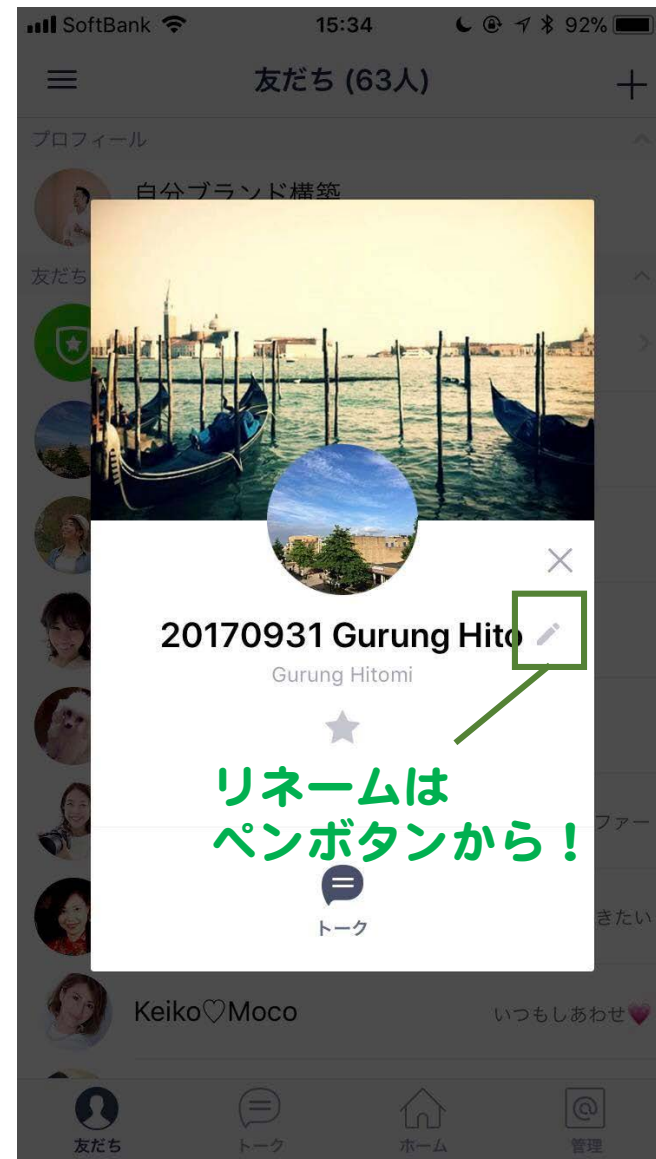 SoftBank 15:34 92%
友だち (63人)
プロフィール
自分ブランド構築
友だち
20170931 Gurung Hito
Gurung Hitomi
リネームは
ペンボタンから！
ファー
トーク
きたい
Keiko♡Moco いつもしあわせ💗
友だち トーク ホーム 管理